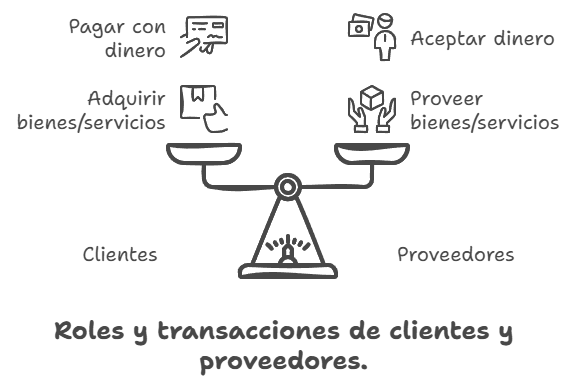 Pagar con
dinero
Aceptar dinero
Adquirir
bienes/servicios
Proveer
bienes/servicios
Clientes
Proveedores
Roles y transacciones de clientes y
proveedores.